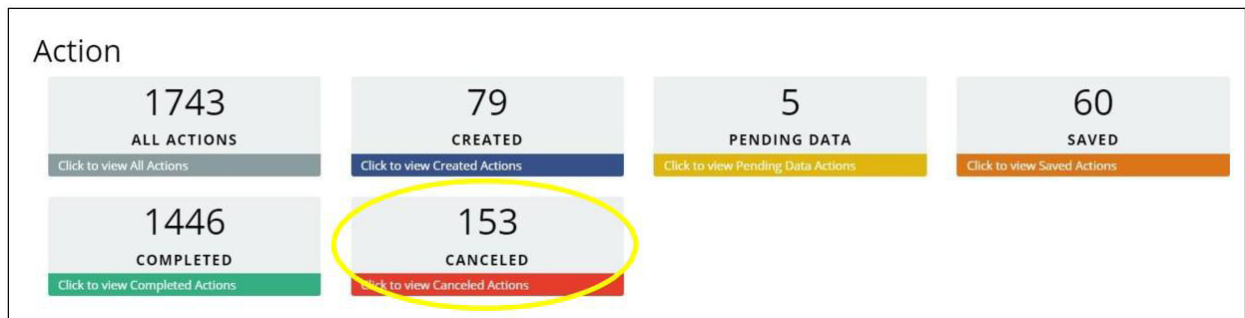 Action
1743
ALL ACTIONS
Click to view All Actions
79
CREATED
Click to view Created Actions
5
PENDING DATA
Click to view Pending Data Actions
60
SAVED
Click to view Saved Actions
1446
COMPLETED
Click to view Completed Actions
153
CANCELED
Click to view Canceled Actions